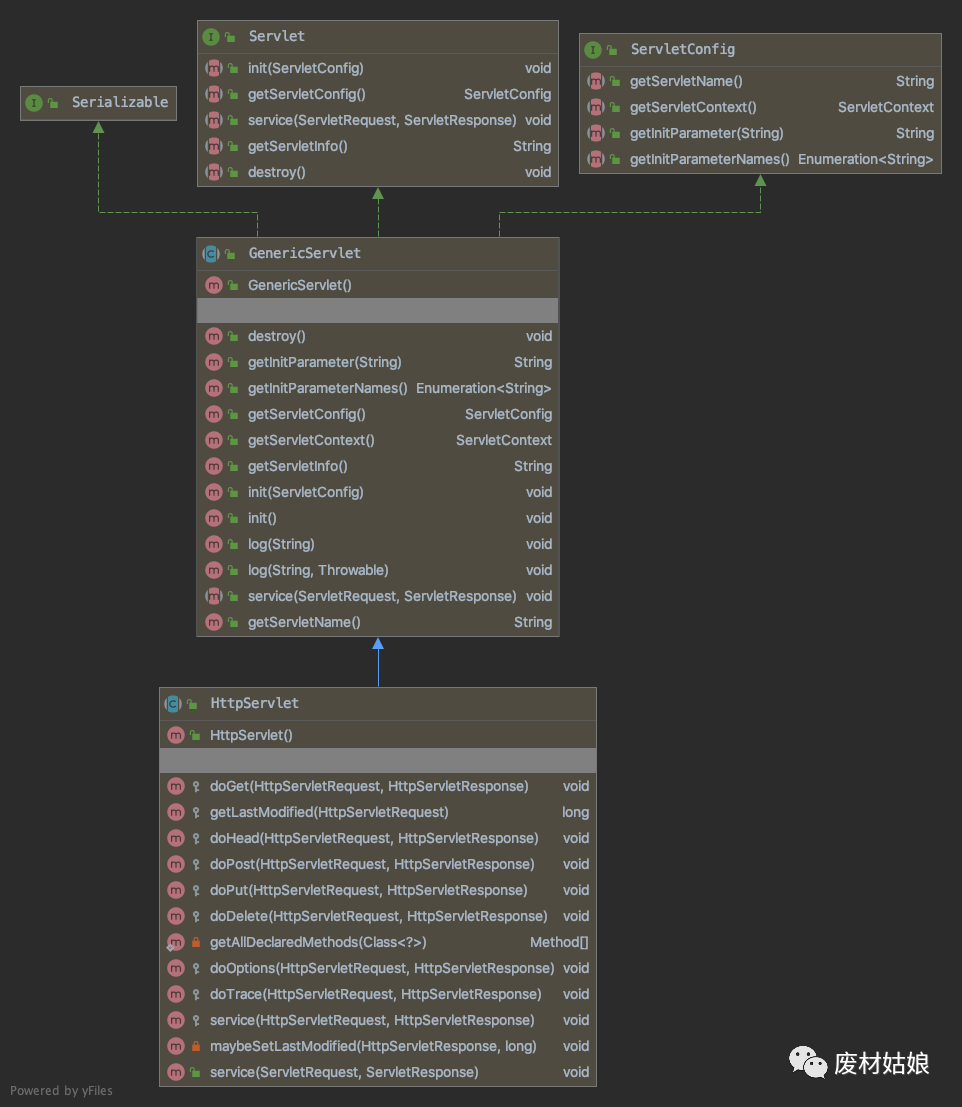 Serializable
Servlet
init(ServletConfig) void
getServletConfig() ServletConfig
service(ServletRequest, ServletResponse) void
getServletInfo() String
destroy() void
ServletConfig
getServletName() String
getServletContext() ServletContext
getInitParameter(String) String
getInitParameterNames() Enumeration<String>
GenericServlet
GenericServlet()
destroy() void
getInitParameter(String) String
getInitParameterNames() Enumeration<String>
getServletConfig() ServletConfig
getServletContext() ServletContext
getServletInfo() String
init(ServletConfig) void
init() void
log(String) void
log(String, Throwable) void
service(ServletRequest, ServletResponse) void
getServletName() String
HttpServlet
HttpServlet()
doGet(HttpServletRequest, HttpServletResponse) void
getLastModified(HttpServletRequest) long
doHead(HttpServletRequest, HttpServletResponse) void
doPost(HttpServletRequest, HttpServletResponse) void
doPut(HttpServletRequest, HttpServletResponse) void
doDelete(HttpServletRequest, HttpServletResponse) void
getAllDeclaredMethods(Class<?>) Method[]
doOptions(HttpServletRequest, HttpServletResponse) void
doTrace(HttpServletRequest, HttpServletResponse) void
service(HttpServletRequest, HttpServletResponse) void
maybeSetLastModified(HttpServletResponse, long) void
service(ServletRequest, ServletResponse) void
废材姑娘
Powered by yFiles